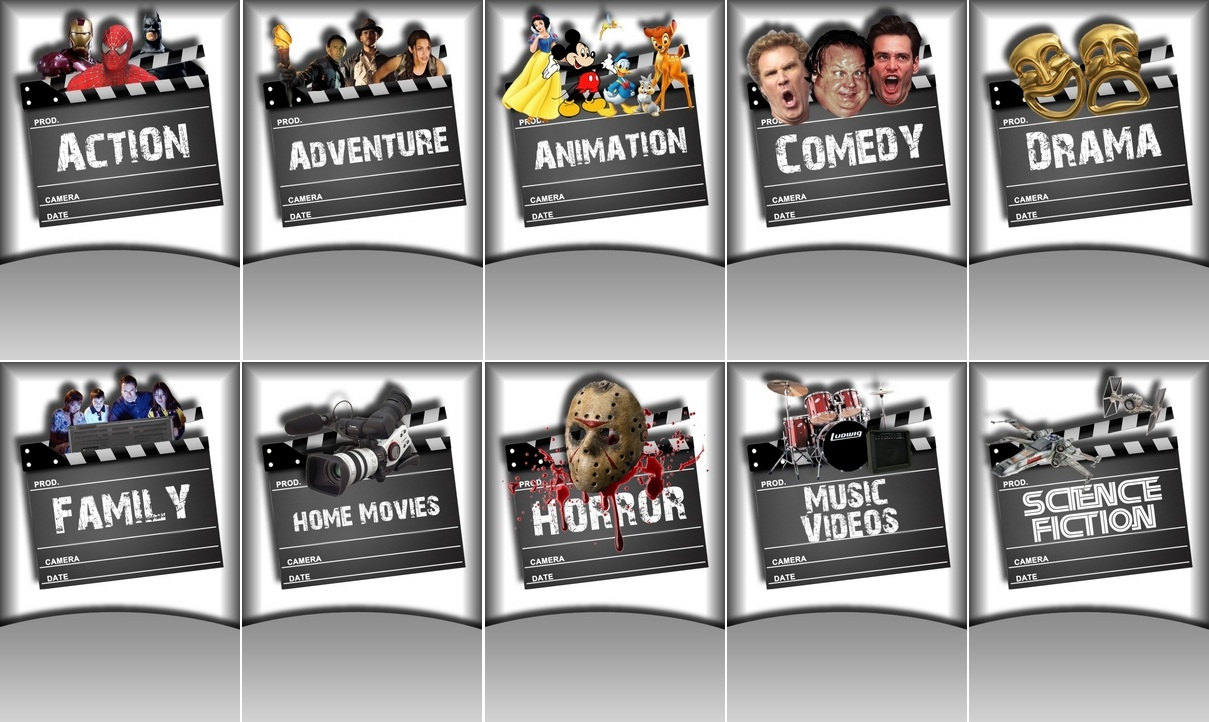 PROD.
ACTION
CAMERA
DATE
PROD.
ADVENTURE
CAMERA
DATE
PROD.
ANIMATION
CAMERA
DATE
PROD.
COMEDY
CAMERA
DATE
PROD.
DRAMA
CAMERA
DATE
PROD.
FAMILY
CAMERA
DATE
PROD.
HOME MOVIES
CAMERA
DATE
PROD.
HORROR
CAMERA
DATE
Ludwig
PROD.
MUSIC
VIDEOS
CAMERA
DATE
PROD.
SCIENCE
FICTION
CAMERA
DATE